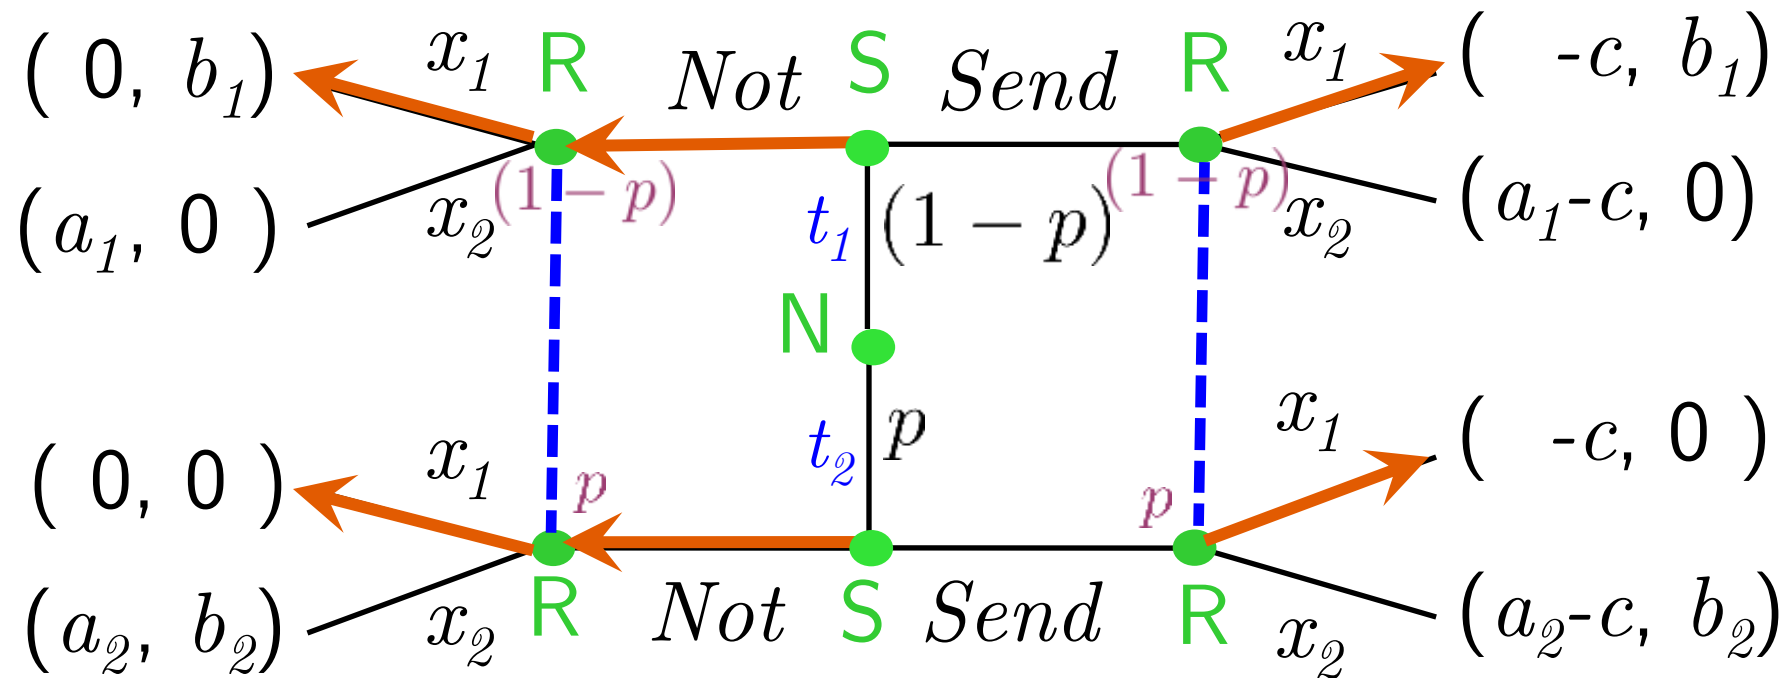 ( 0, b₁) x₁ R Not S Send R x₁ ( -c, b₁)
(a₁, 0 ) x₂ (1 − p) t₁ (1 − p) (1 − p) x₂ (a₁-c, 0)
N
( 0, 0 ) x₁ p t₂ p p x₁ ( -c, 0 )
(a₂, b₂) x₂ R Not S Send R x₂ (a₂-c, b₂)